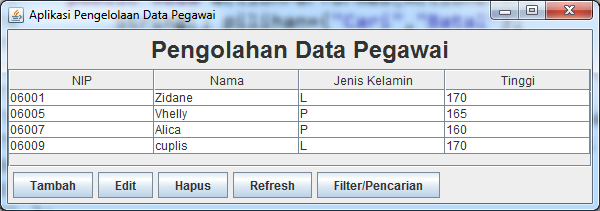 Aplikasi Pengelolaan Data Pegawai
Pengolahan Data Pegawai
NIP Nama Jenis Kelamin Tinggi
06001 Zidane L 170
06005 Vhelly P 165
06007 Alica P 160
06009 cuplis L 170
Tambah Edit Hapus Refresh Filter/Pencarian